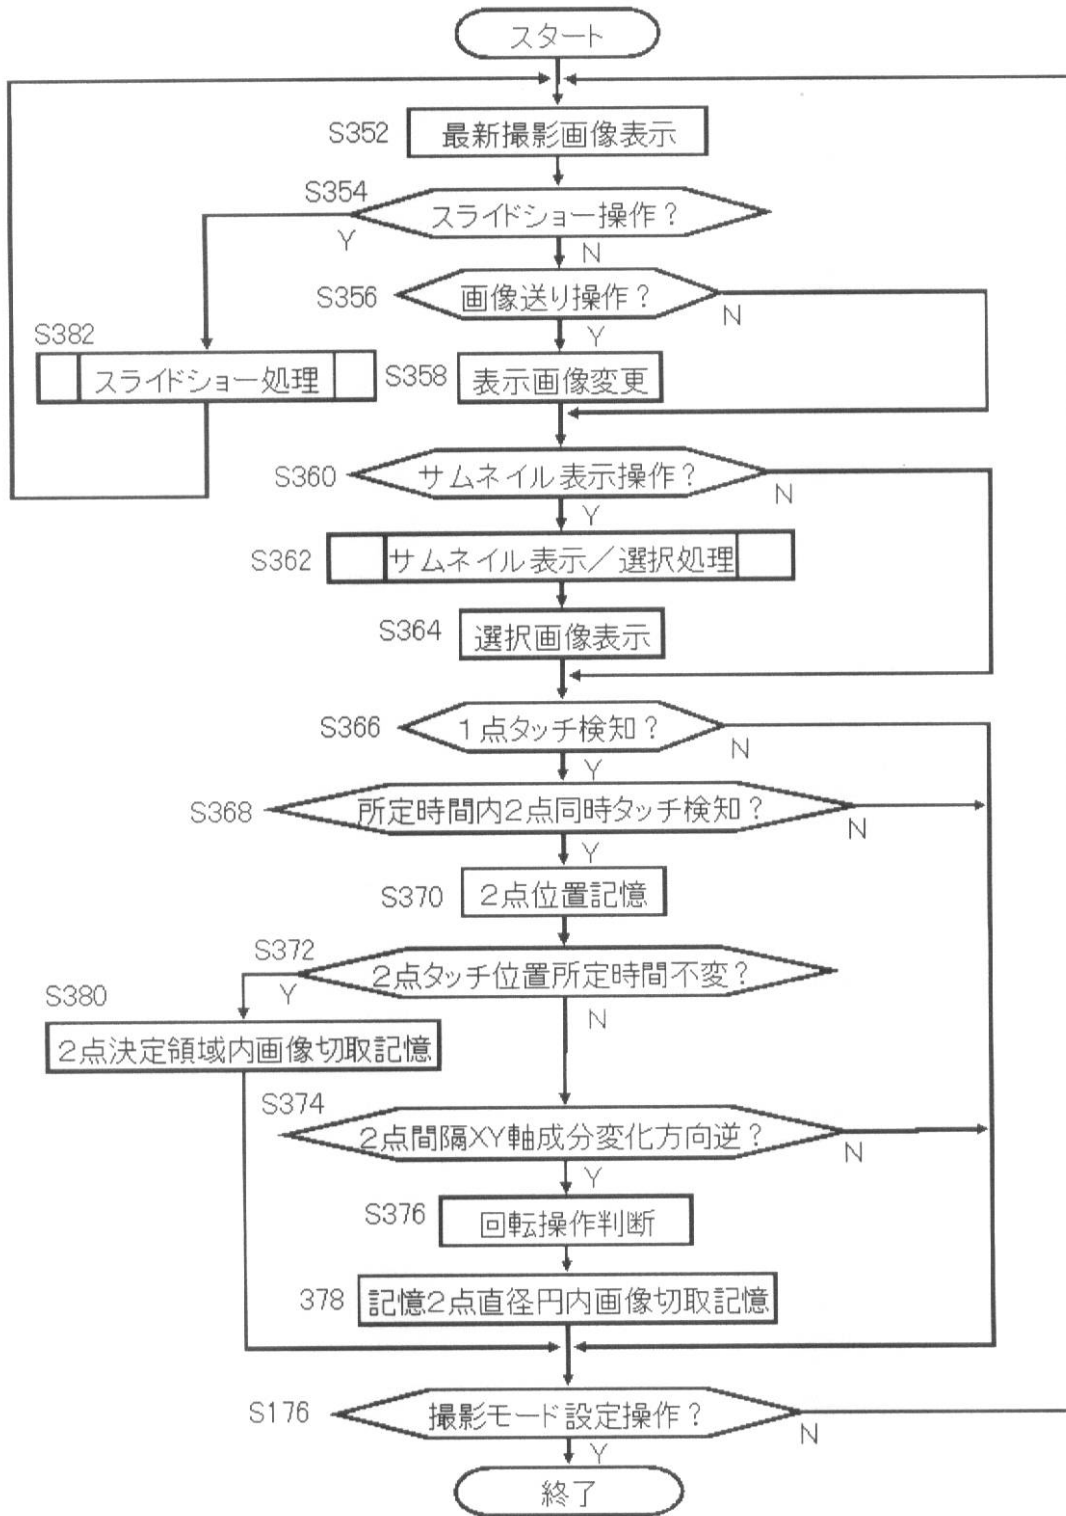 スタート
S352
最新撮影画像表示
S354
スライドショー操作？
Y
N
S356
画像送り操作？
N
Y
S382
スライドショー処理
S358
表示画像変更
S360
サムネイル表示操作？
N
Y
S362
サムネイル表示／選択処理
S364
選択画像表示
S366
1点タッチ検知？
N
Y
S368
所定時間内2点同時タッチ検知？
N
Y
S370
2点位置記憶
S372
2点タッチ位置所定時間不変？
Y
N
S380
2点決定領域内画像切取記憶
S374
2点間隔XY軸成分変化方向逆？
N
Y
S376
回転操作判断
378
記憶2点直径円内画像切取記憶
S176
撮影モード設定操作？
N
Y
終了